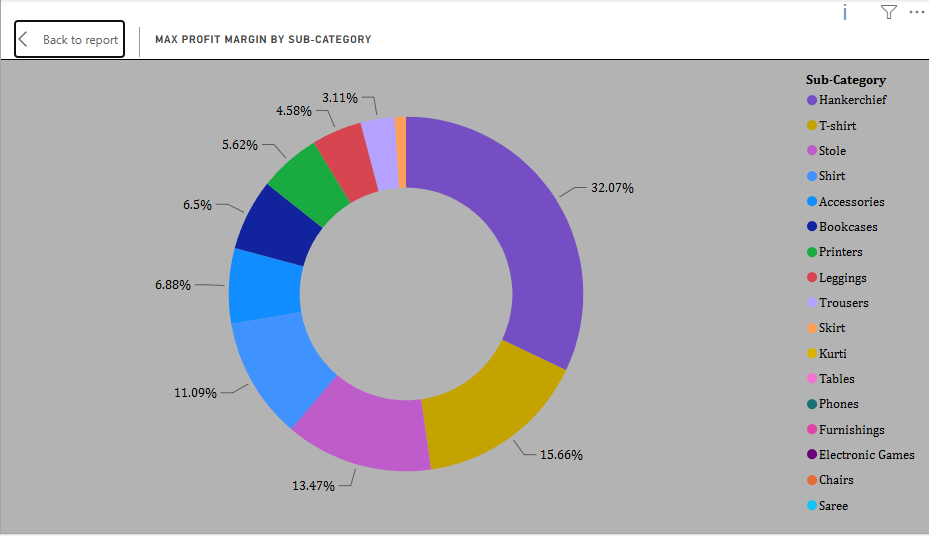 Back to report
MAX PROFIT MARGIN BY SUB-CATEGORY
3.11%
4.58%
5.62%
6.5%
6.88%
11.09%
13.47%
15.66%
32.07%
Sub-Category
Hankerchief
T-shirt
Stole
Shirt
Accessories
Bookcases
Printers
Leggings
Trousers
Skirt
Kurti
Tables
Phones
Furnishings
Electronic Games
Chairs
Saree